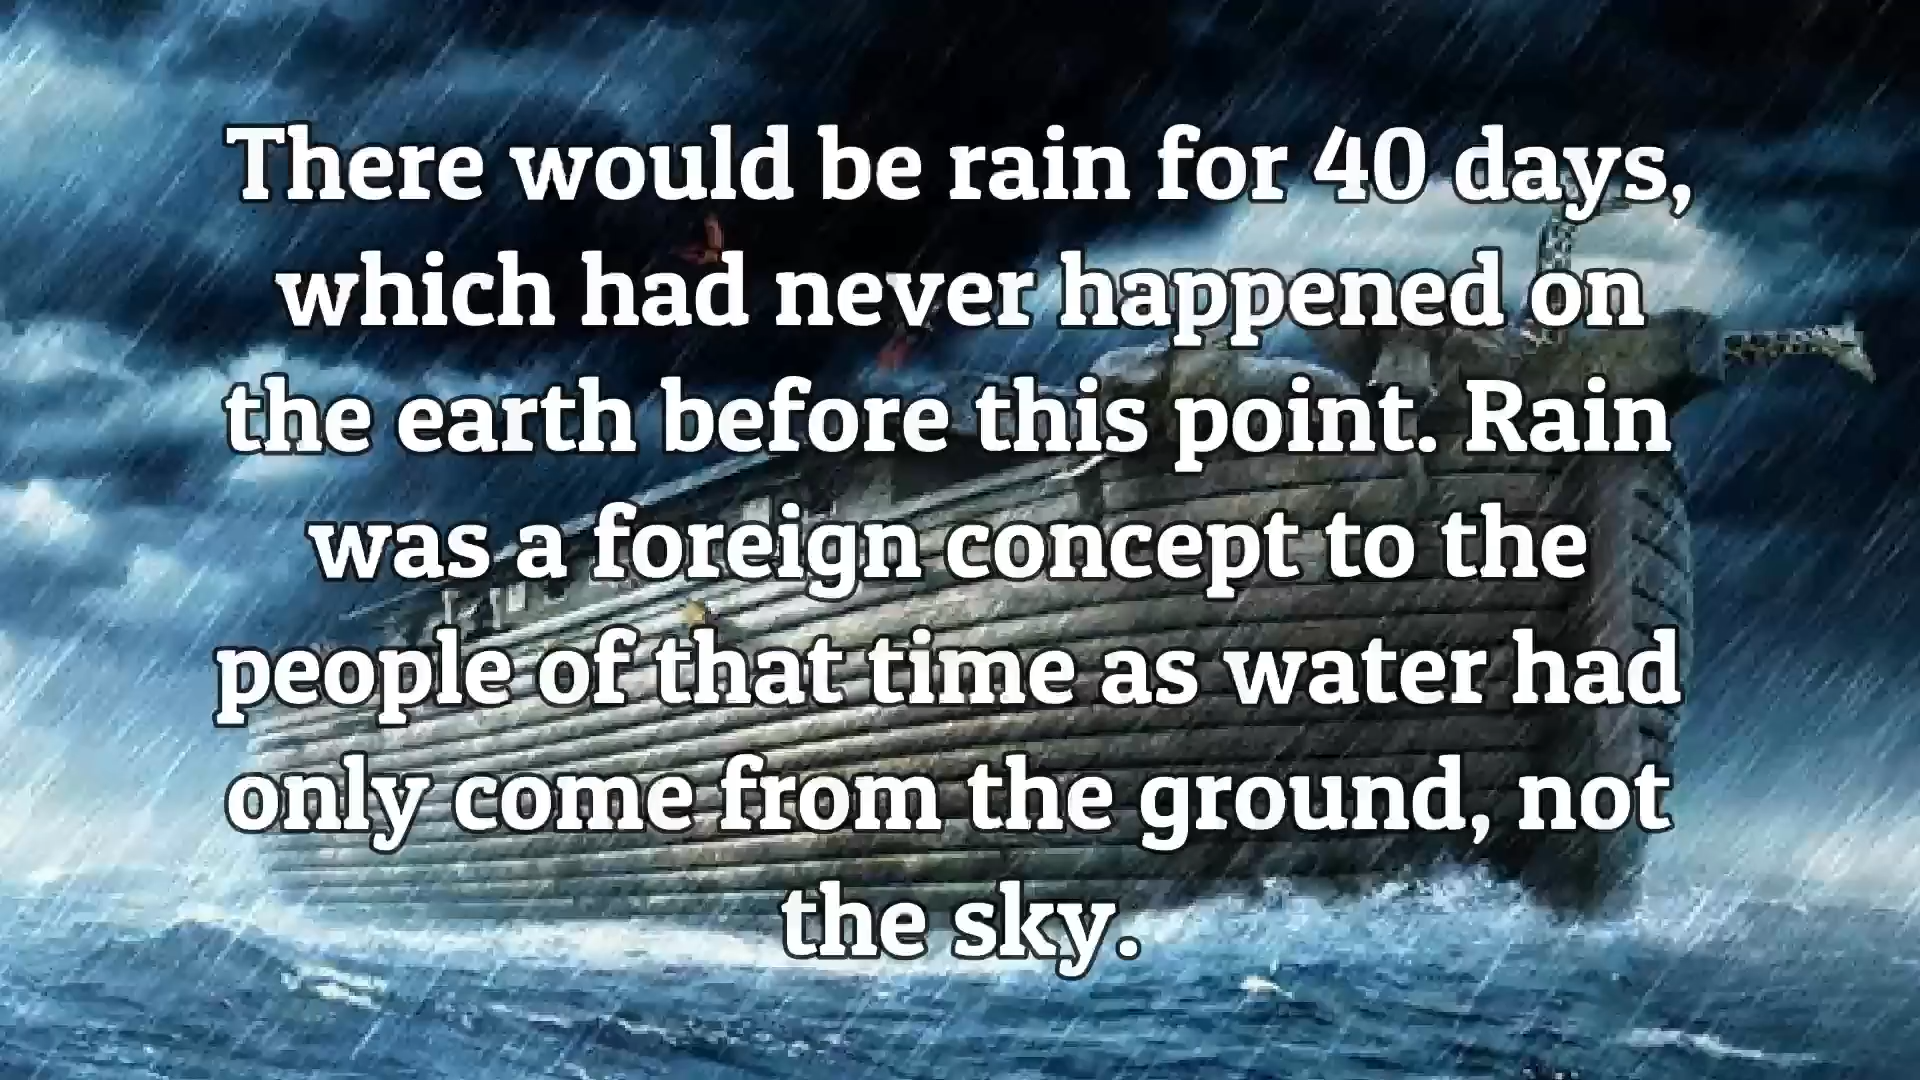 There would be rain for 40 days,
which had never happened on
the earth before this point. Rain
was a foreign concept to the
people of that time as water had
only come from the ground, not
the sky.